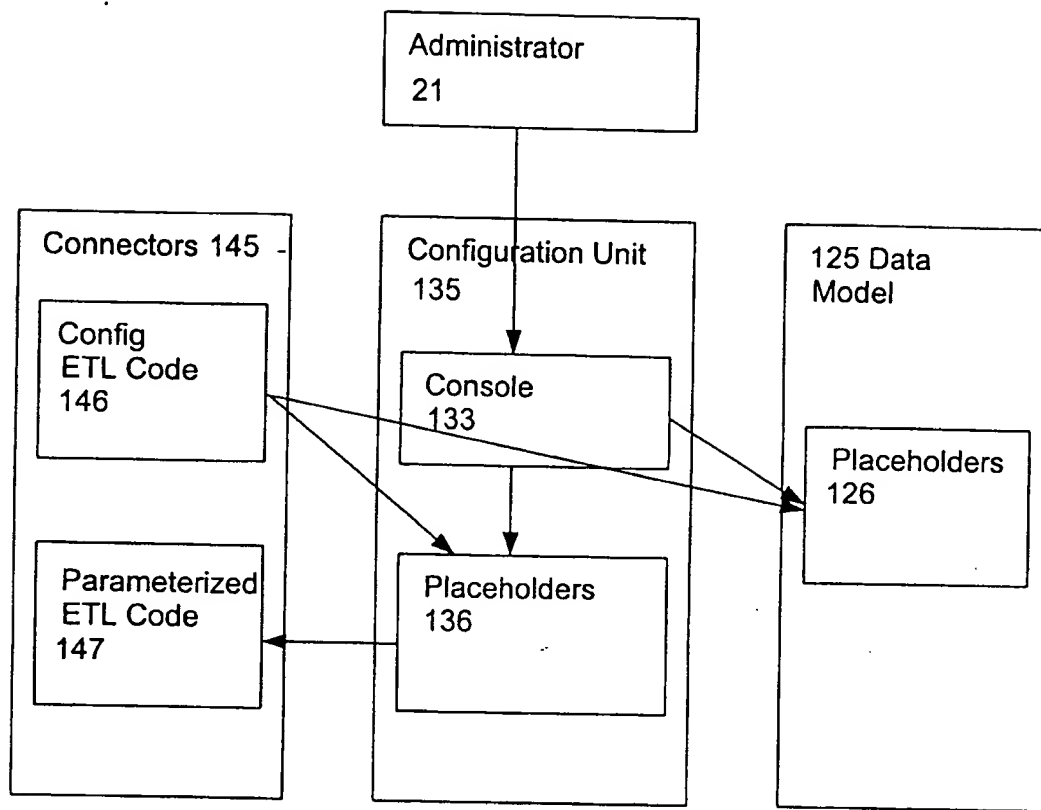 Administrator
21
Connectors 145
Config
ETL Code
146
Parameterized
ETL Code
147
Configuration Unit
135
Console
133
Placeholders
136
125 Data
Model
Placeholders
126